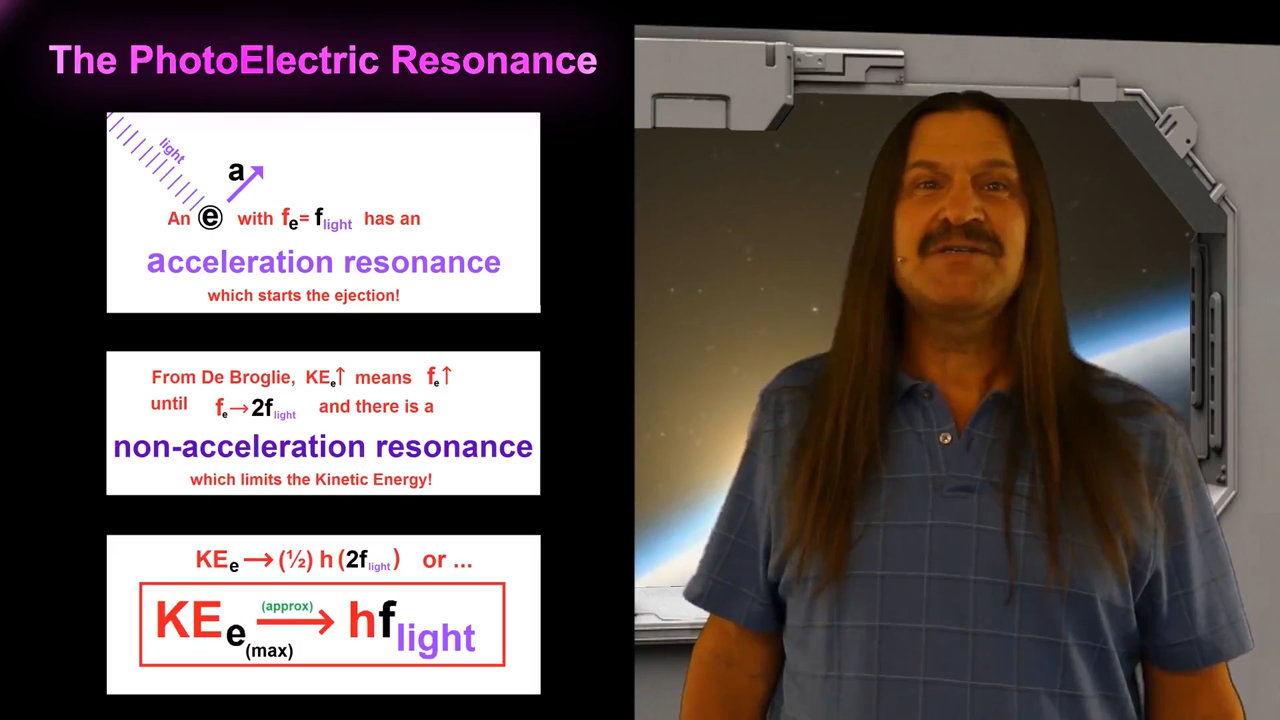 The PhotoElectric Resonance
light
a
An e with fe = flight has an
acceleration resonance
which starts the ejection!
From De Broglie, KEe↑ means fe↑
until fe→2flight and there is a
non-acceleration resonance
which limits the Kinetic Energy!
KEe → (½) h (2flight) or ...
KEe(max) (approx)→ hflight